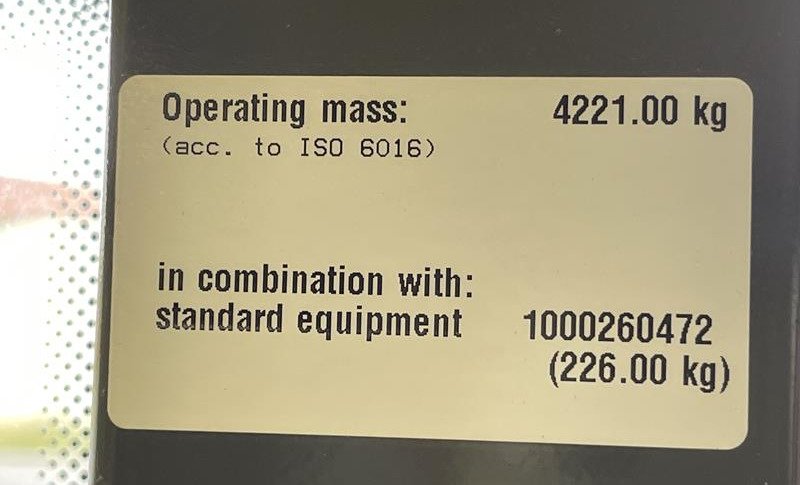 Operating mass: 4221.00 kg
(acc. to ISO 6016)
in combination with:
standard equipment 1000260472
(226.00 kg)